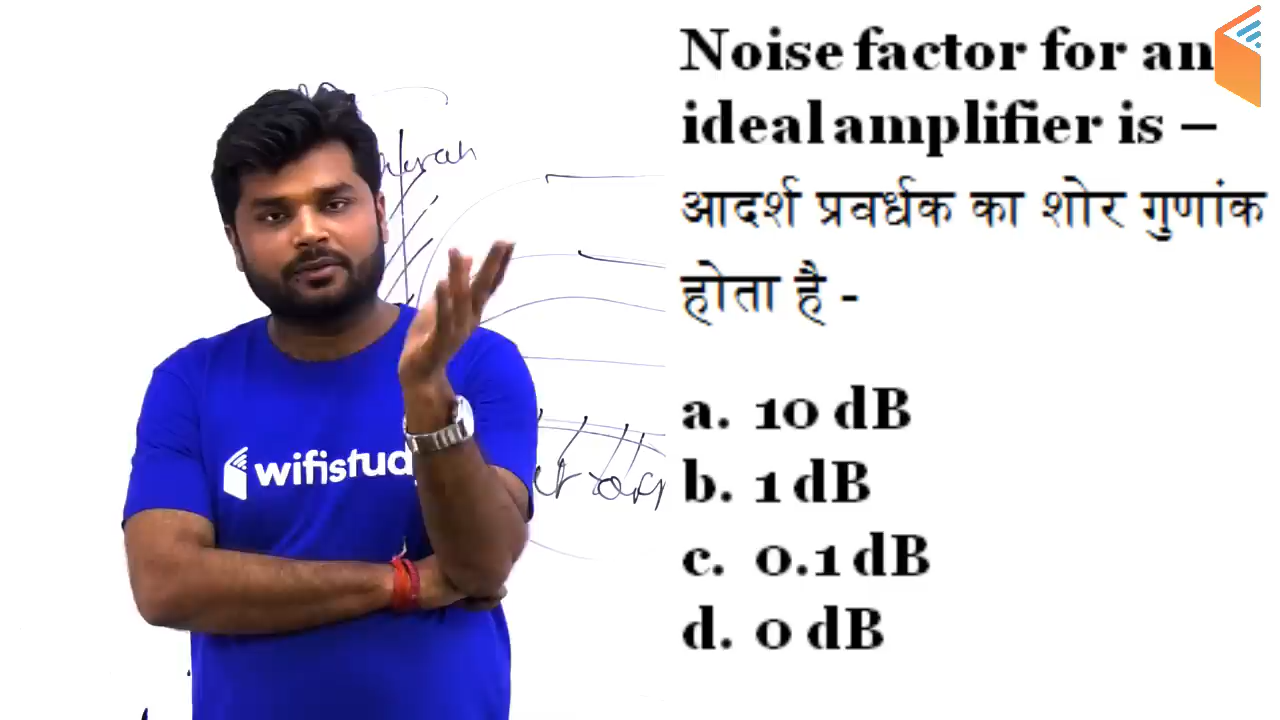 Noise factor for an
ideal amplifier is –
आदर्श प्रवर्धक का शोर गुणांक
होता है -
a. 10 dB
b. 1 dB
c. 0.1 dB
d. 0 dB
wifistud